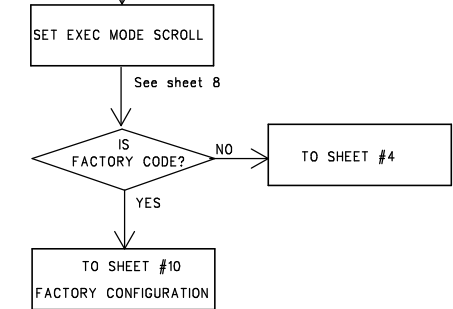 SET EXEC MODE SCROLL
See sheet 8
IS
FACTORY CODE?
NO
TO SHEET #4
YES
TO SHEET #10
FACTORY CONFIGURATION